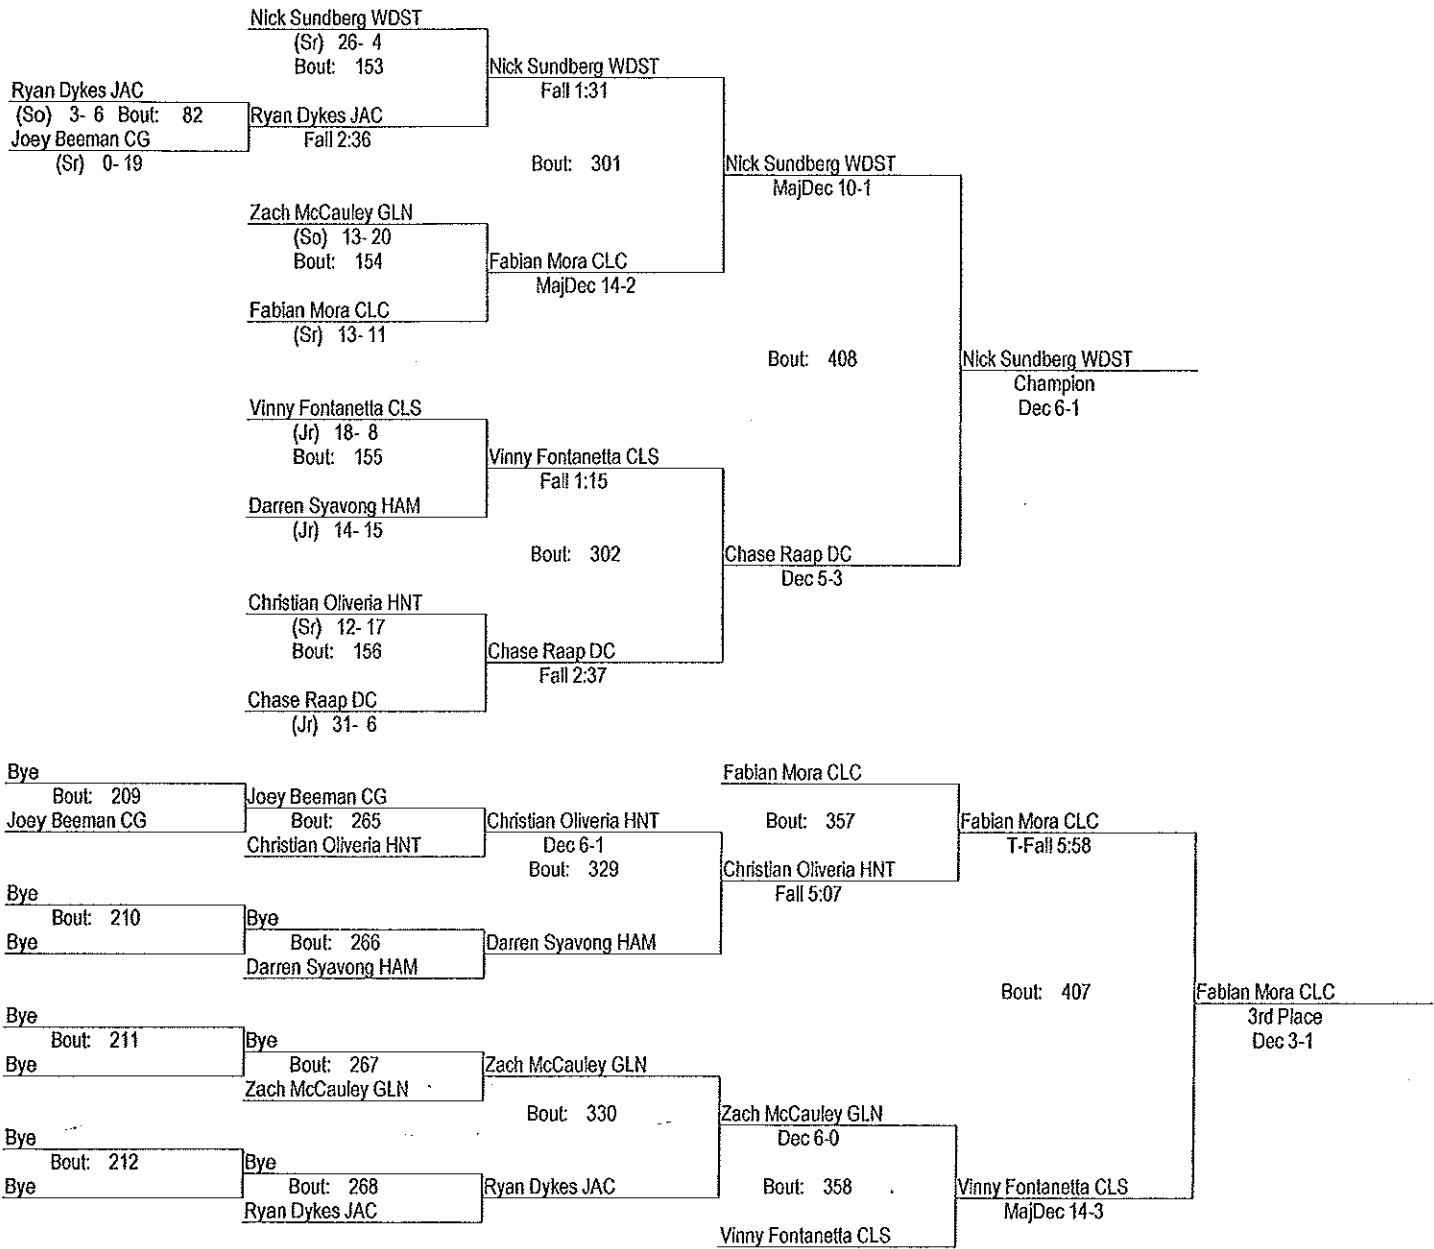 Nick Sundberg WDST
(Sr) 26- 4
Bout: 153
Nick Sundberg WDST
Fall 1:31
Ryan Dykes JAC
(So) 3- 6 Bout: 82
Joey Beeman CG
(Sr) 0- 19
Ryan Dykes JAC
Fall 2:36
Bout: 301
Nick Sundberg WDST
MajDec 10-1
Zach McCauley GLN
(So) 13- 20
Bout: 154
Fabian Mora CLC
MajDec 14-2
Fabian Mora CLC
(Sr) 13- 11
Bout: 408
Nick Sundberg WDST
Champion
Dec 6-1
Vinny Fontanetta CLS
(Jr) 18- 8
Bout: 155
Vinny Fontanetta CLS
Fall 1:15
Darren Syavong HAM
(Jr) 14- 15
Bout: 302
Chase Raap DC
Dec 5-3
Christian Oliveria HNT
(Sr) 12- 17
Bout: 156
Chase Raap DC
Fall 2:37
Chase Raap DC
(Jr) 31- 6
Bye
Bout: 209
Joey Beeman CG
Joey Beeman CG
Bout: 265
Christian Oliveria HNT
Christian Oliveria HNT
Dec 6-1
Bout: 329
Fabian Mora CLC
Bout: 357
Christian Oliveria HNT
Fall 5:07
Fabian Mora CLC
T-Fall 5:58
Bye
Bout: 210
Bye
Bye
Bout: 266
Darren Syavong HAM
Darren Syavong HAM
Bout: 407
Fabian Mora CLC
3rd Place
Dec 3-1
Bye
Bout: 211
Bye
Bye
Bout: 267
Zach McCauley GLN
Zach McCauley GLN
Bout: 330
Zach McCauley GLN
Dec 6-0
Bye
Bout: 212
Bye
Bye
Bout: 268
Ryan Dykes JAC
Ryan Dykes JAC
Bout: 358
Vinny Fontanetta CLS
Vinny Fontanetta CLS
MajDec 14-3